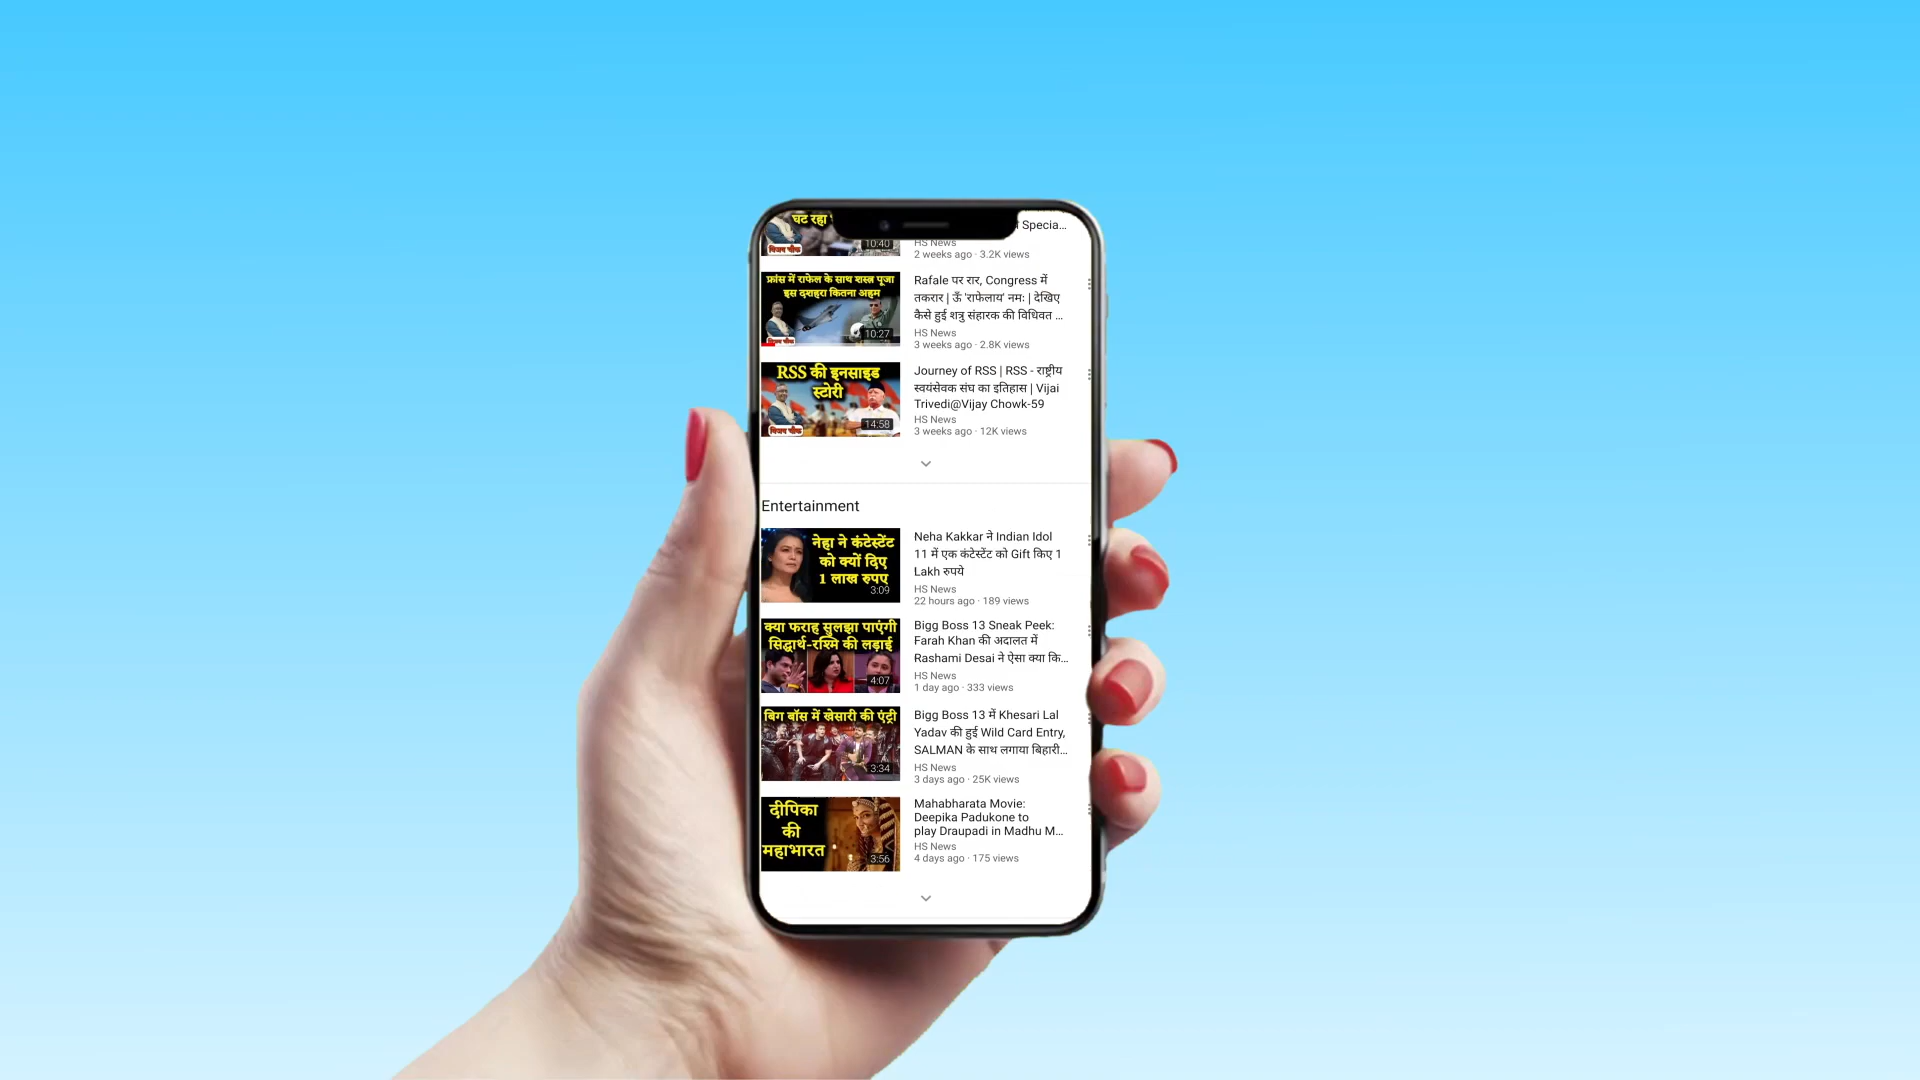 घट रहा
विजय चौक
10:40
Specia...
HS News
2 weeks ago · 3.2K views
फ्रांस में राफेल के साथ शस्त्र पूजा
इस दशहरा कितना अहम
विजय चौक
10:27
Rafale पर रार, Congress में
तकरार | ऊँ 'राफेलाय' नमः | देखिए
कैसे हुई शत्रु संहारक की विधिवत ...
HS News
3 weeks ago · 2.8K views
RSS की इनसाइड
स्टोरी
विजय चौक
14:58
Journey of RSS | RSS - राष्ट्रीय
स्वयंसेवक संघ का इतिहास | Vijai
Trivedi@Vijay Chowk-59
HS News
3 weeks ago · 12K views
Entertainment
नेहा ने कंटेस्टेंट
को क्यों दिए
1 लाख रुपए
3:09
Neha Kakkar ने Indian Idol
11 में एक कंटेस्टेंट को Gift किए 1
Lakh रुपये
HS News
22 hours ago · 189 views
क्या फराह सुलझा पाएंगी
सिद्धार्थ-रश्मि की लड़ाई
4:07
Bigg Boss 13 Sneak Peek:
Farah Khan की अदालत में
Rashami Desai ने ऐसा क्या कि...
HS News
1 day ago · 333 views
बिग बॉस में खेसारी की एंट्री
3:34
Bigg Boss 13 में Khesari Lal
Yadav की हुई Wild Card Entry,
SALMAN के साथ लगाया बिहारी...
HS News
3 days ago · 25K views
दीपिका
की
महाभारत
3:56
Mahabharata Movie:
Deepika Padukone to
play Draupadi in Madhu M...
HS News
4 days ago · 175 views